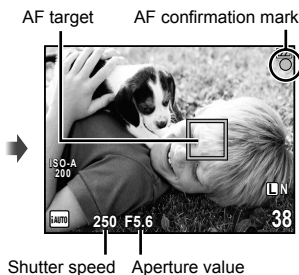 AF target AF confirmation mark
ISO-A
200
L N
iAUTO 250 F5.6 38
Shutter speed Aperture value